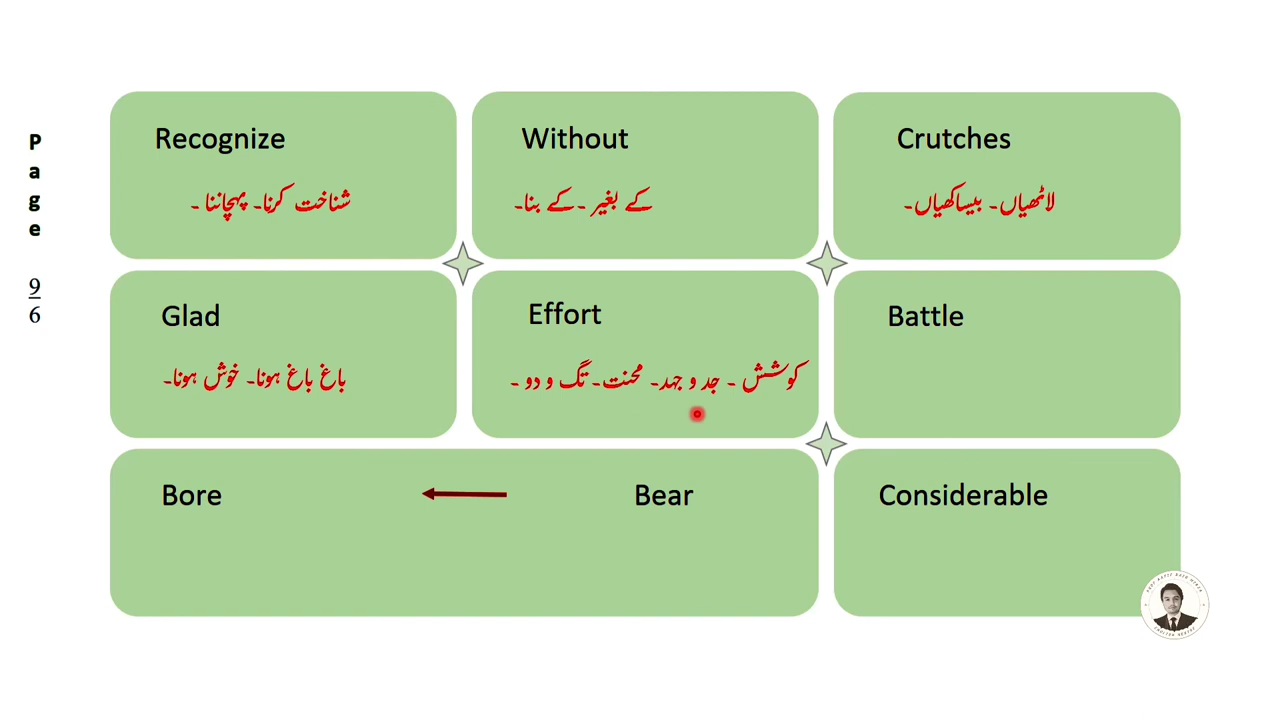 Page
9
6
Recognize
شناخت کرنا۔ پہچاننا ۔
Without
کے بغیر ۔ کے بنا۔
Crutches
لاٹھیاں۔ بیساکھیاں۔
Glad
باغ باغ ہونا۔ خوش ہونا۔
Effort
کوشش ۔ جد و جہد۔ محنت۔ تگ و دو ۔
Battle
Bore
Bear
Considerable